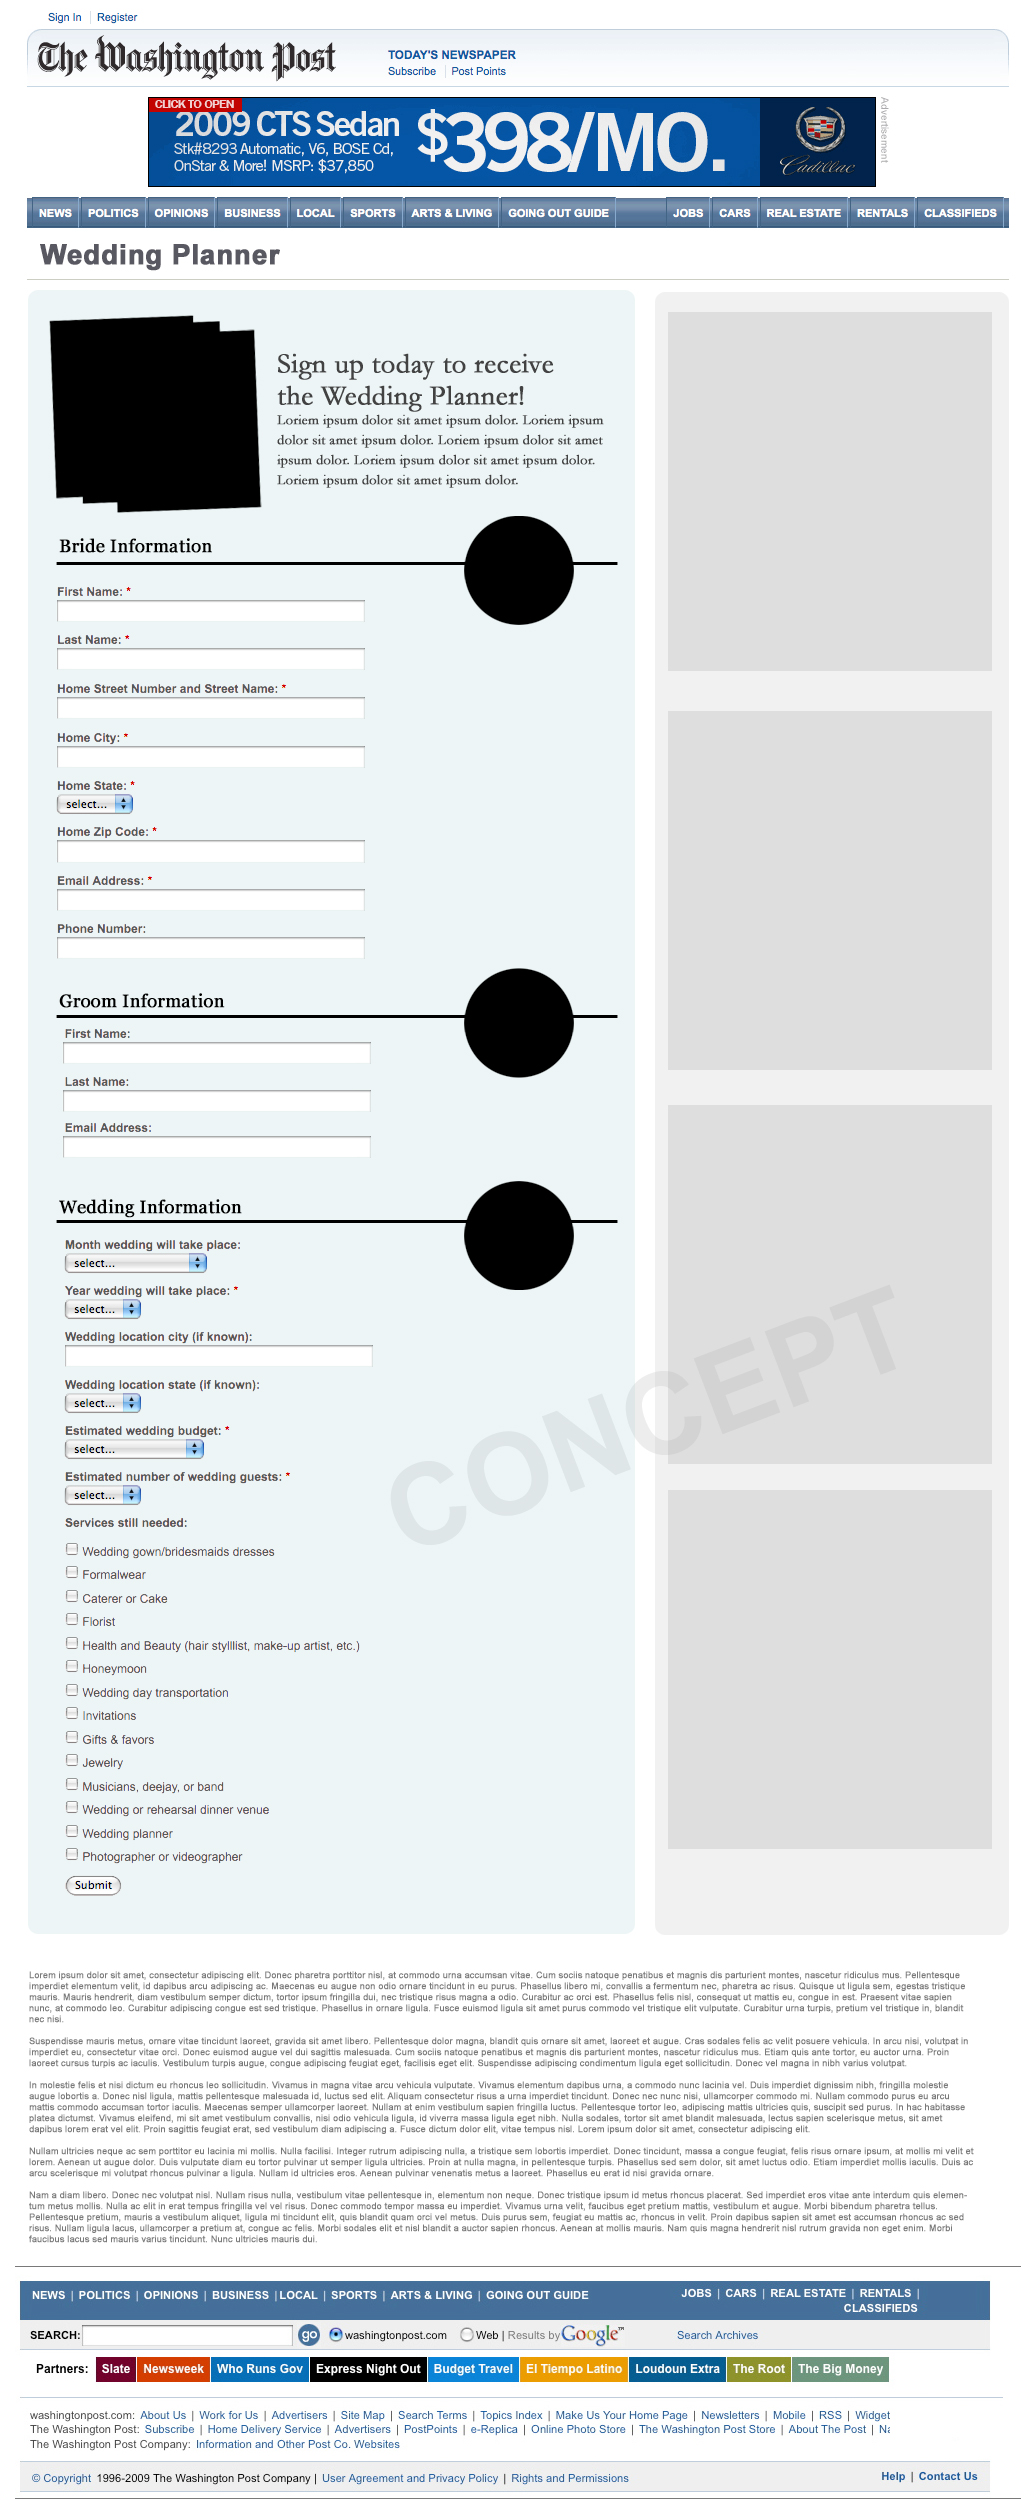 Sign In | Register
The Washington Post
TODAY'S NEWSPAPER
Subscribe | Post Points
CLICK TO OPEN
2009 CTS Sedan
Stk#8293 Automatic, V6, BOSE Cd,
OnStar & More! MSRP: $37,850
$398/MO.
Cadillac
Advertisement
NEWS POLITICS OPINIONS BUSINESS LOCAL SPORTS ARTS & LIVING GOING OUT GUIDE JOBS CARS REAL ESTATE RENTALS CLASSIFIEDS
Wedding Planner
Sign up today to receive
the Wedding Planner!
Lorem ipsum dolor sit amet ipsum dolor. Lorem ipsum
dolor sit amet ipsum dolor. Lorem ipsum dolor sit amet
ipsum dolor. Lorem ipsum dolor sit amet ipsum dolor.
Lorem ipsum dolor sit amet ipsum dolor.
Bride Information
First Name: *
Last Name: *
Home Street Number and Street Name: *
Home City: *
Home State: *
select...
Home Zip Code: *
Email Address: *
Phone Number:
Groom Information
First Name:
Last Name:
Email Address:
Wedding Information
Month wedding will take place:
select...
Year wedding will take place: *
select...
Wedding location city (if known):
Wedding location state (if known):
select...
Estimated wedding budget: *
select...
Estimated number of wedding guests: *
select...
CONCEPT
Services still needed:
Wedding gown/bridesmaids dresses
Formalwear
Caterer or Cake
Florist
Health and Beauty (hair stylllist, make-up artist, etc.)
Honeymoon
Wedding day transportation
Invitations
Gifts & favors
Jewelry
Musicians, deejay, or band
Wedding or rehearsal dinner venue
Wedding planner
Photographer or videographer
Submit
Lorem ipsum dolor sit amet, consectetur adipiscing elit. Donec pharetra porttitor nisl, at commodo urna accumsan vitae. Cum sociis natoque penatibus et magnis dis parturient montes, nascetur ridiculus mus. Pellentesque
imperdiet elementum velit, id dapibus arcu adipiscing ac. Maecenas eu augue non odio ornare tincidunt in eu purus. Phasellus libero mi, convallis a fermentum nec, pharetra ac risus. Quisque ut ligula sem, egestas tristique
mauris. Mauris hendrerit, diam vestibulum semper dictum, tortor ipsum fringilla dui, nec tristique risus magna a odio. Curabitur ac orci est. Phasellus felis nisl, consequat ut mattis eu, congue in est. Praesent vitae sapien
nunc, at commodo leo. Curabitur adipiscing congue est sed tristique. Phasellus in ornare ligula. Fusce euismod ligula sit amet purus commodo vel tristique elit vulputate. Curabitur urna turpis, pretium vel tristique in, blandit
nec nisi.
Suspendisse mauris metus, ornare vitae tincidunt laoreet, gravida sit amet libero. Pellentesque dolor magna, blandit quis ornare sit amet, laoreet et augue. Cras sodales felis ac velit posuere vehicula. In arcu nisi, volutpat in
imperdiet eu, consectetur vitae orci. Donec euismod augue vel dui sagittis malesuada. Cum sociis natoque penatibus et magnis dis parturient montes, nascetur ridiculus mus. Etiam quis ante tortor, eu auctor urna. Proin
laoreet cursus turpis ac iaculis. Vestibulum turpis augue, congue adipiscing feugiat eget, facilisis eget elit. Suspendisse adipiscing condimentum ligula eget sollicitudin. Donec vel magna in nibh varius volutpat.
In molestie felis et nisi dictum eu rhoncus leo sollicitudin. Vivamus in magna vitae arcu vehicula vulputate. Vivamus elementum dapibus urna, a commodo nunc lacinia vel. Duis imperdiet dignissim nibh, fringilla molestie
augue lobortis a. Donec nisl ligula, mattis pellentesque malesuada id, luctus sed elit. Aliquam consectetur risus a urna imperdiet tincidunt. Donec nec nunc nisi, ullamcorper commodo mi. Nullam commodo purus eu arcu
mattis commodo accumsan tortor iaculis. Maecenas semper ullamcorper laoreet. Nullam at enim vestibulum sapien fringilla luctus. Pellentesque tortor leo, adipiscing mattis ultricies quis, suscipit sed purus. In hac habitasse
platea dictumst. Vivamus eleifend, mi sit amet vestibulum convallis, nisi odio vehicula ligula, id viverra massa ligula eget nibh. Nulla sodales, tortor sit amet blandit malesuada, lectus sapien scelerisque metus, sit amet
dapibus lorem erat vel elit. Proin sagittis feugiat erat, sed vestibulum diam adipiscing a. Fusce dictum dolor elit, vitae tempus nisl. Lorem ipsum dolor sit amet, consectetur adipiscing elit.
Nullam ultricies neque ac sem porttitor eu lacinia mi mollis. Nulla facilisi. Integer rutrum adipiscing nulla, a tristique sem lobortis imperdiet. Donec tincidunt, massa a congue feugiat, felis risus ornare ipsum, at mollis mi velit et
lorem. Aenean ut augue dolor. Duis vulputate diam eu tortor pulvinar ut semper ligula ultricies. Proin at nulla magna, in pellentesque turpis. Phasellus sed sem dolor, sit amet luctus odio. Etiam imperdiet mollis iaculis. Duis ac
arcu scelerisque mi volutpat rhoncus pulvinar a ligula. Nullam id ultricies eros. Aenean pulvinar venenatis metus a laoreet. Phasellus eu erat id nisi gravida ornare.
Nam a diam libero. Donec nec volutpat nisl. Nullam risus nulla, vestibulum vitae pellentesque in, elementum non neque. Donec tristique ipsum id metus rhoncus placerat. Sed imperdiet eros vitae ante interdum quis elemen-
tum metus mollis. Nulla ac elit in erat tempus fringilla vel vel risus. Donec commodo tempor massa eu imperdiet. Vivamus urna velit, faucibus eget pretium mattis, vestibulum et augue. Morbi bibendum pharetra tellus.
Pellentesque pretium, mauris a vestibulum aliquet, ligula mi tincidunt elit, quis blandit quam orci vel metus. Duis purus sem, feugiat eu mattis ac, rhoncus in velit. Proin dapibus sapien sit amet est accumsan rhoncus ac sed
risus. Nullam ligula lacus, ullamcorper a pretium at, congue ac felis. Morbi sodales elit et nisl blandit a auctor sapien rhoncus. Aenean at mollis mauris. Nam quis magna hendrerit nisl rutrum gravida non eget enim. Morbi
faucibus lacus sed mauris varius tincidunt. Nunc ultricies mauris dui.
NEWS | POLITICS | OPINIONS | BUSINESS | LOCAL | SPORTS | ARTS & LIVING | GOING OUT GUIDE JOBS | CARS | REAL ESTATE | RENTALS |
CLASSIFIEDS
SEARCH: go washingtonpost.com Web | Results by Google™ Search Archives
Partners: Slate Newsweek Who Runs Gov Express Night Out Budget Travel El Tiempo Latino Loudoun Extra The Root The Big Money
washingtonpost.com: About Us | Work for Us | Advertisers | Site Map | Search Terms | Topics Index | Make Us Your Home Page | Newsletters | Mobile | RSS | Widget
The Washington Post: Subscribe | Home Delivery Service | Advertisers | PostPoints | e-Replica | Online Photo Store | The Washington Post Store | About The Post |
The Washington Post Company: Information and Other Post Co. Websites
© Copyright 1996-2009 The Washington Post Company | User Agreement and Privacy Policy | Rights and Permissions Help | Contact Us